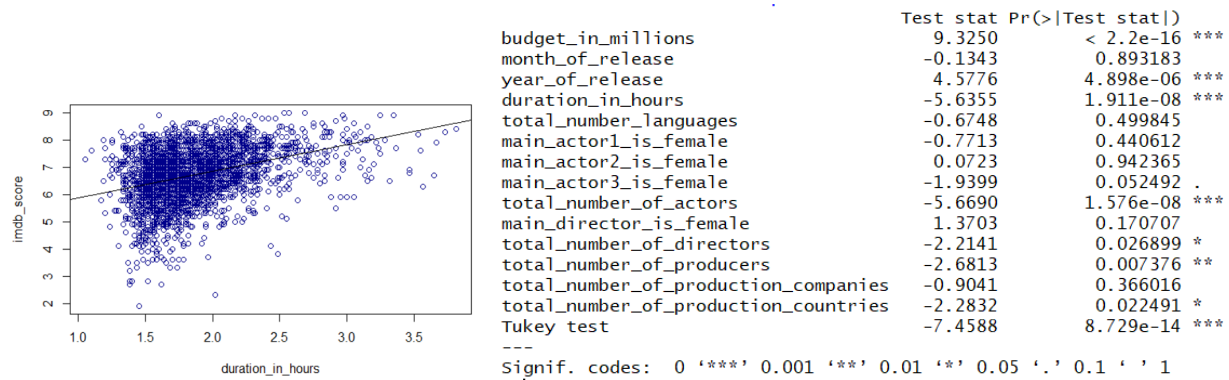 imdb_score
9
8
7
6
5
4
3
2
1.0 1.5 2.0 2.5 3.0 3.5
duration_in_hours
Test stat Pr(>|Test stat|)
budget_in_millions 9.3250 < 2.2e-16 ***
month_of_release -0.1343 0.893183
year_of_release 4.5776 4.898e-06 ***
duration_in_hours -5.6355 1.911e-08 ***
total_number_languages -0.6748 0.499845
main_actor1_is_female -0.7713 0.440612
main_actor2_is_female 0.0723 0.942365
main_actor3_is_female -1.9399 0.052492 .
total_number_of_actors -5.6690 1.576e-08 ***
main_director_is_female 1.3703 0.170707
total_number_of_directors -2.2141 0.026899 *
total_number_of_producers -2.6813 0.007376 **
total_number_of_production_companies -0.9041 0.366016
total_number_of_production_countries -2.2832 0.022491 *
Tukey test -7.4588 8.729e-14 ***
---
Signif. codes: 0 ‘***’ 0.001 ‘**’ 0.01 ‘*’ 0.05 ‘.’ 0.1 ‘ ’ 1